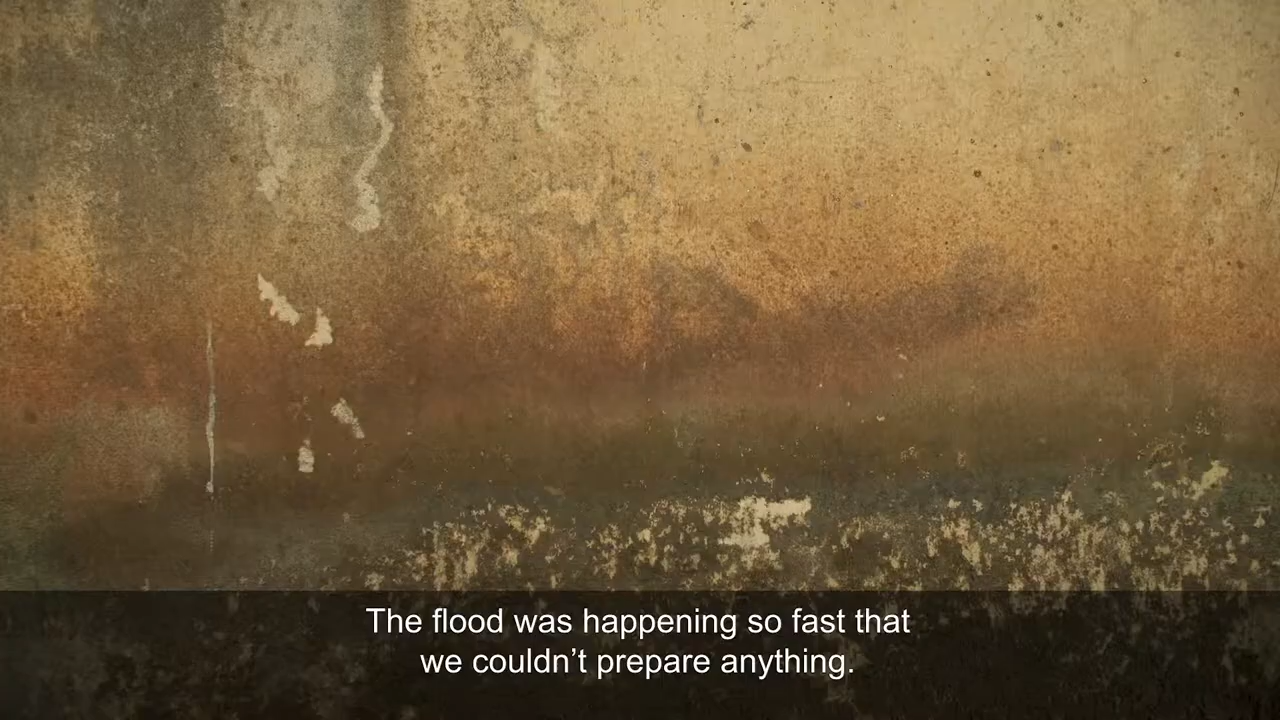 The flood was happening so fast that
we couldn’t prepare anything.